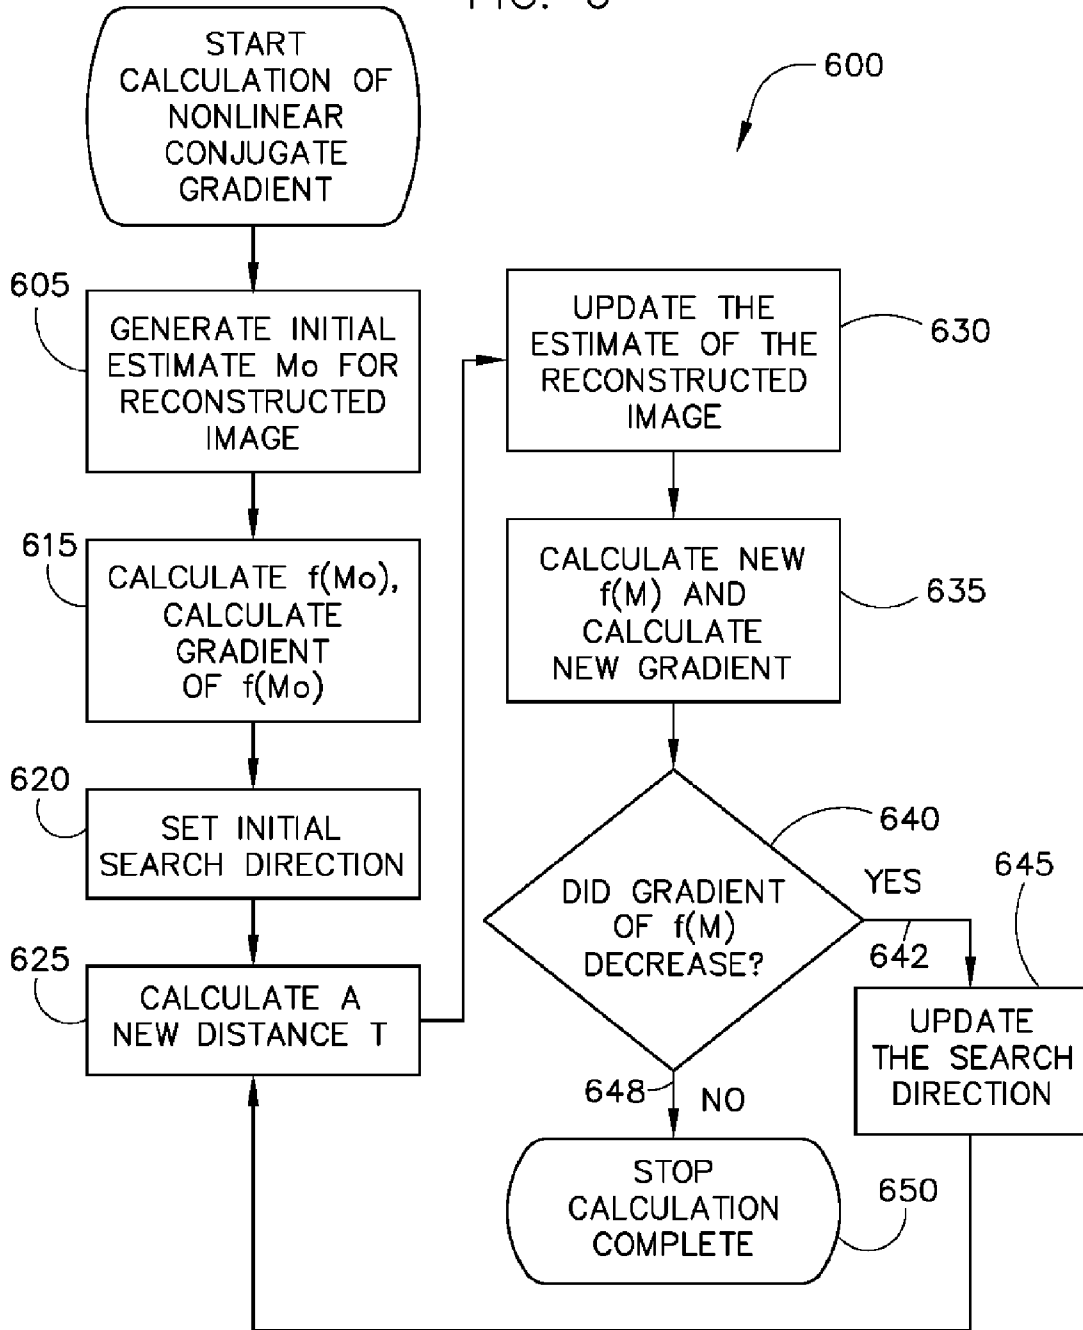 START
CALCULATION OF
NONLINEAR
CONJUGATE
GRADIENT
600
605
GENERATE INITIAL
ESTIMATE Mo FOR
RECONSTRUCTED
IMAGE
615
CALCULATE f(Mo),
CALCULATE
GRADIENT
OF f(Mo)
620
SET INITIAL
SEARCH DIRECTION
625
CALCULATE A
NEW DISTANCE T
UPDATE THE
ESTIMATE OF THE
RECONSTRUCTED
IMAGE
630
CALCULATE NEW
f(M) AND
CALCULATE
NEW GRADIENT
635
DID GRADIENT
OF f(M)
DECREASE?
640
YES
642
645
UPDATE
THE SEARCH
DIRECTION
648
NO
STOP
CALCULATION
COMPLETE
650